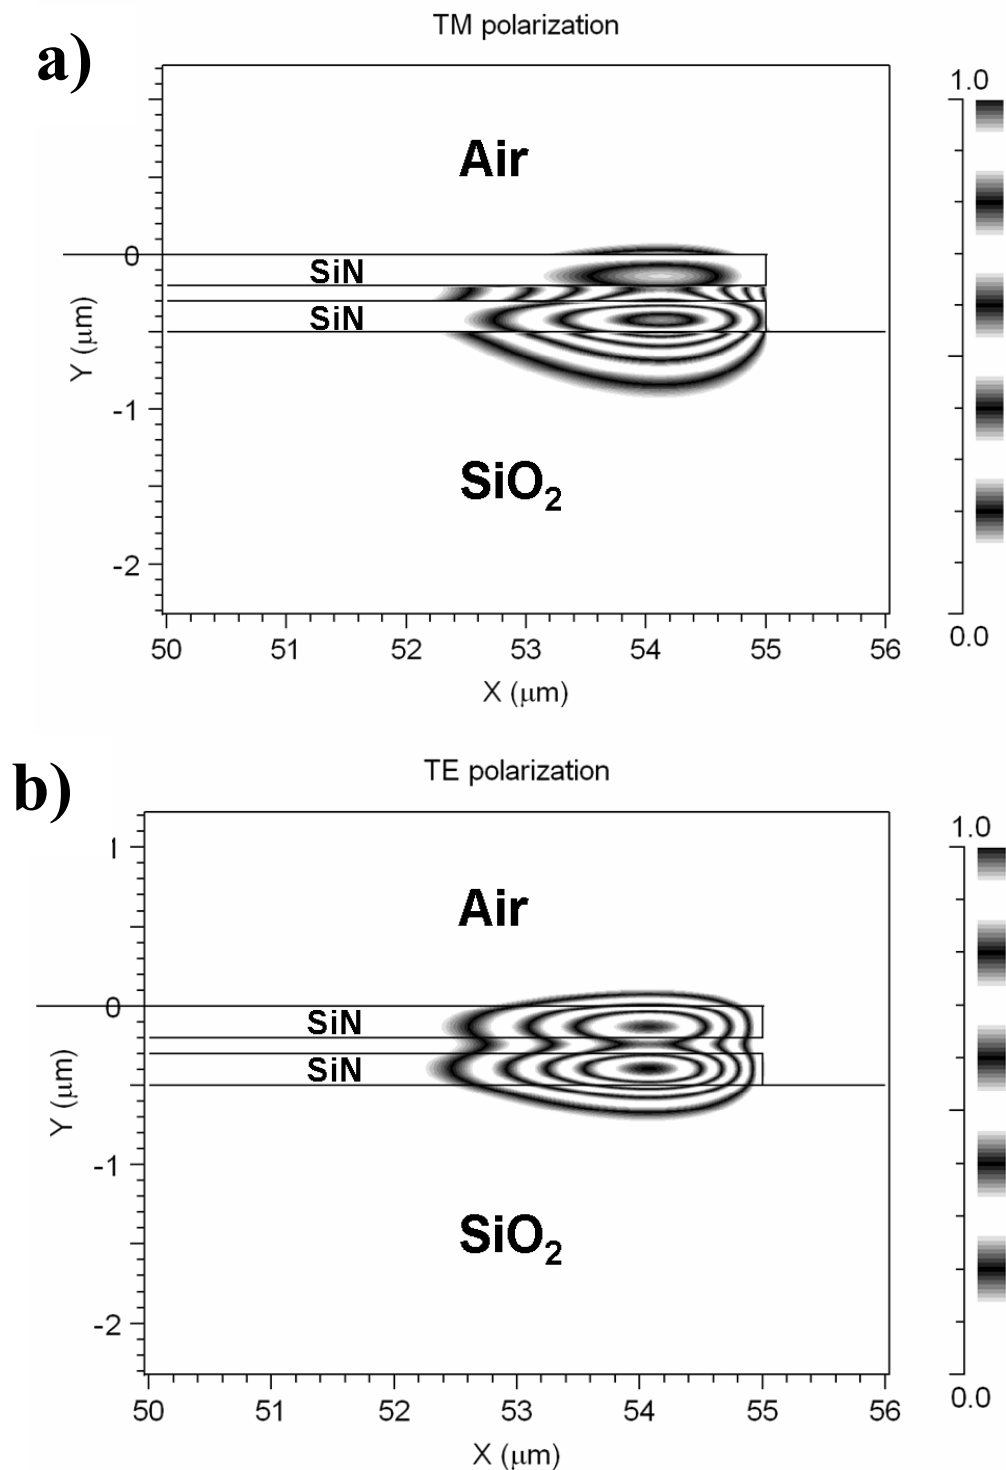 TM polarization
a)
1.0
Air
0
SiN
SiN
Y (μm)
-1
SiO₂
-2
0.0
50 51 52 53 54 55 56
X (μm)
TE polarization
b)
1.0
1
Air
0
SiN
SiN
Y (μm)
-1
SiO₂
-2
0.0
50 51 52 53 54 55 56
X (μm)